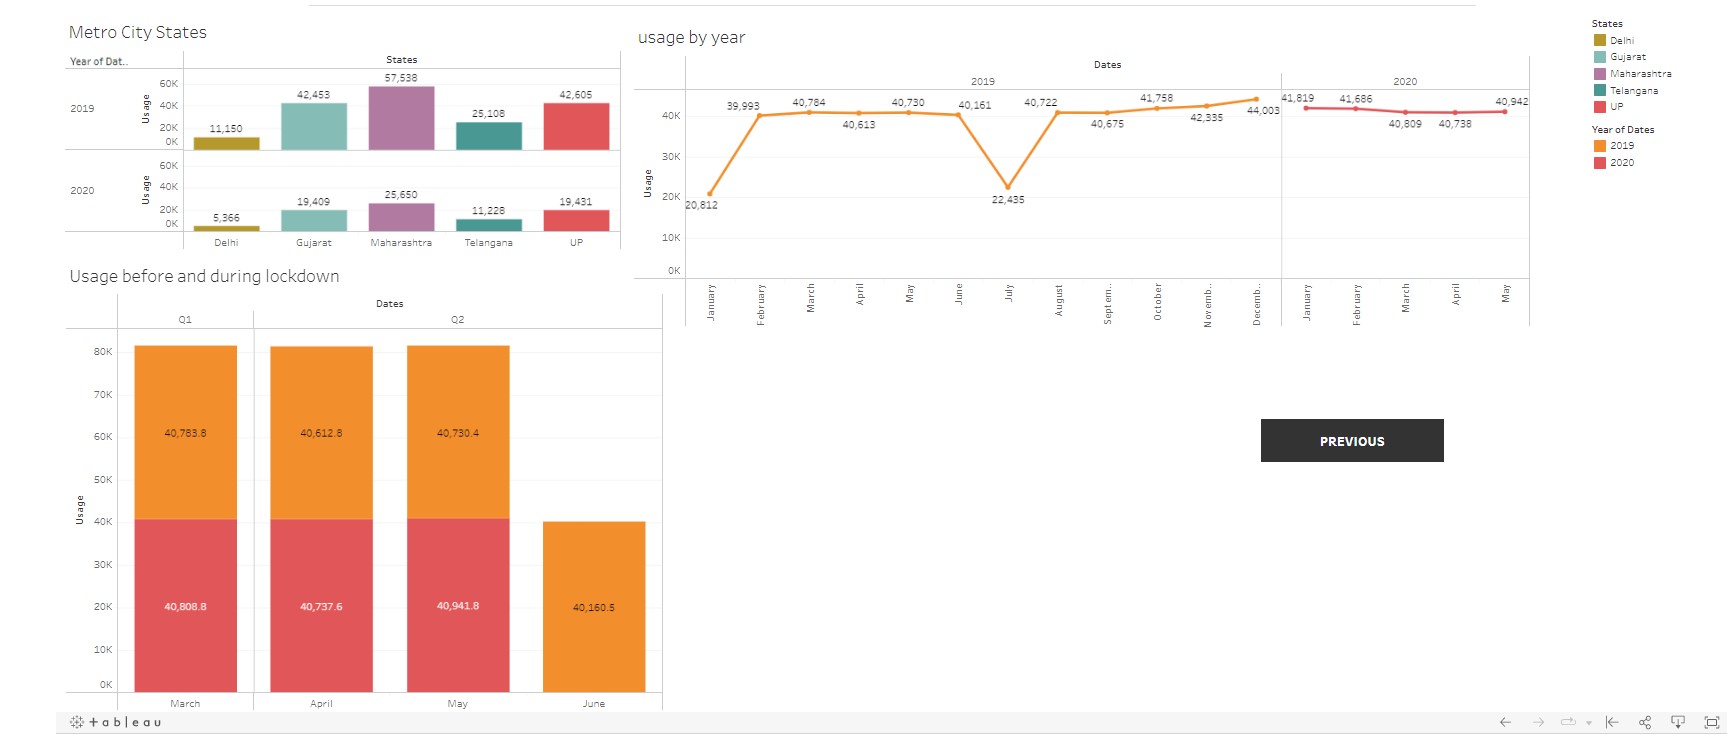 Metro City States
Year of Dat..
States
2019
Usage
60K
40K
20K
0K
11,150
42,453
57,538
25,108
42,605
2020
Usage
60K
40K
20K
0K
5,366
19,409
25,650
11,228
19,431
Delhi
Gujarat
Maharashtra
Telangana
UP
usage by year
Dates
2019
2020
Usage
40K
30K
20K
10K
0K
20,812
39,993
40,784
40,613
40,730
40,161
22,435
40,722
40,675
41,758
42,335
44,003
41,819
41,686
40,809
40,738
40,942
January
February
March
April
May
June
July
August
Septem..
October
Novemb..
Decemb..
January
February
March
April
May
States
Delhi
Gujarat
Maharashtra
Telangana
UP
Year of Dates
2019
2020
Usage before and during lockdown
Dates
Q1
Q2
Usage
80K
70K
60K
50K
40K
30K
20K
10K
0K
40,783.8
40,612.8
40,730.4
40,808.8
40,737.6
40,941.8
40,160.5
March
April
May
June
PREVIOUS
+ableau